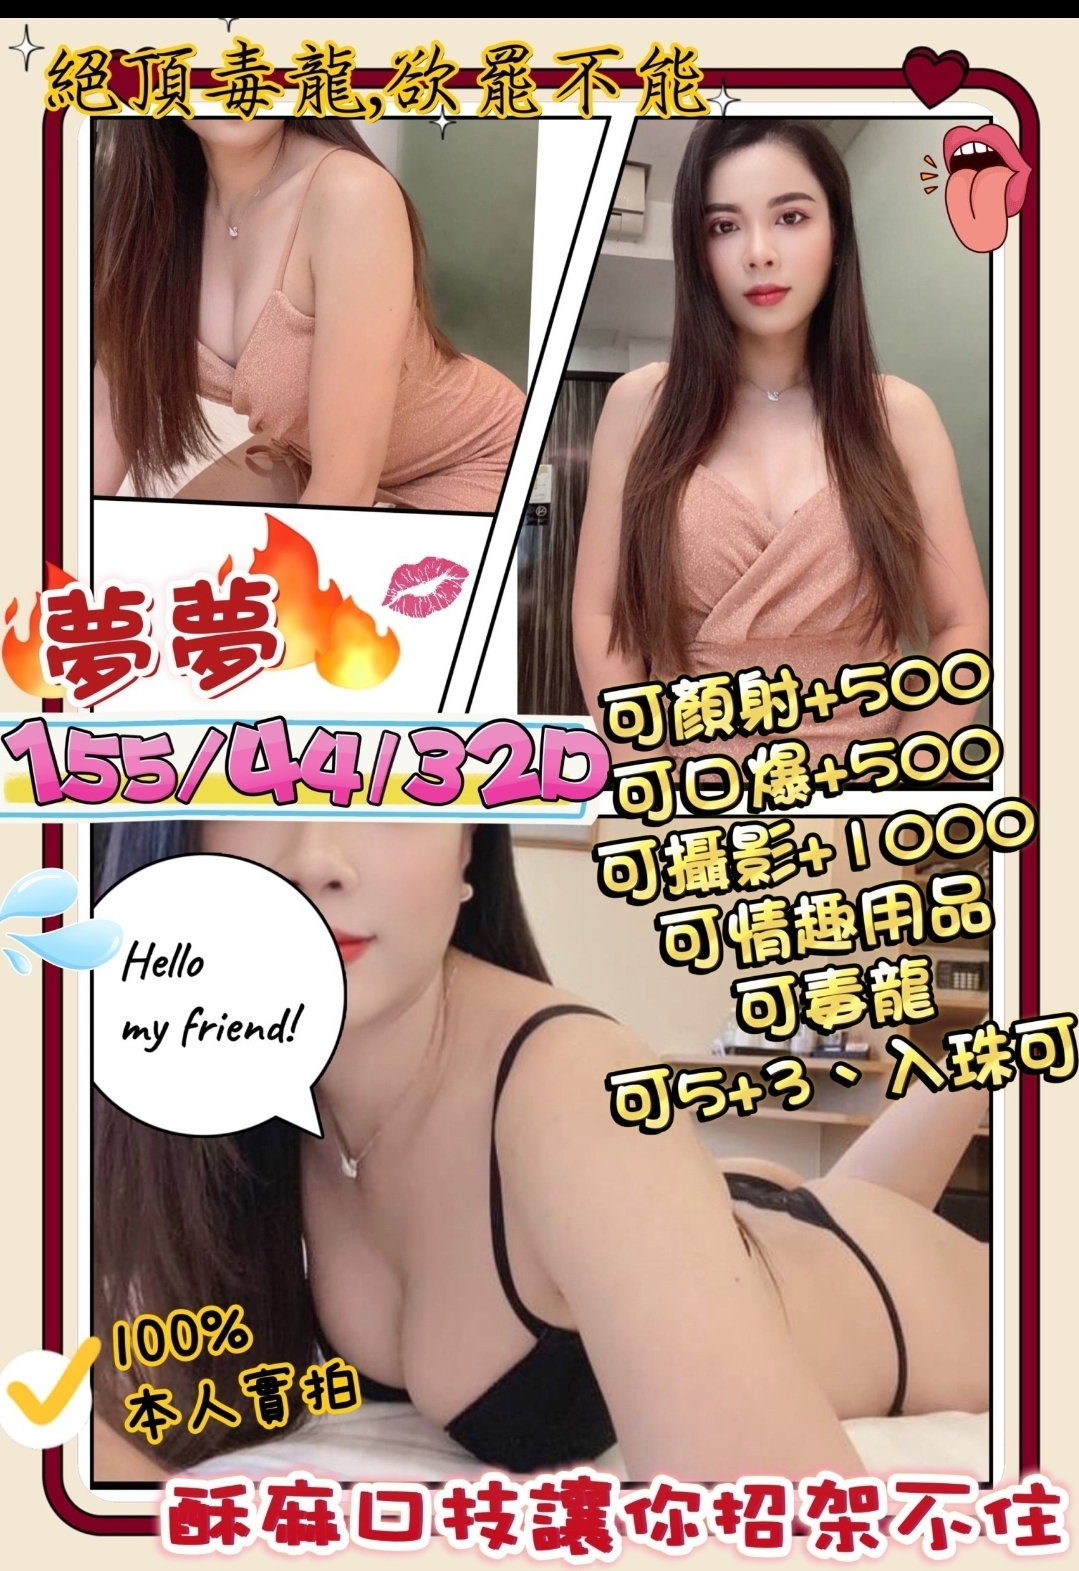 絕頂毒龍,欲罷不能
夢夢
155/44/32D
可顏射+500
可口爆+500
可攝影+1000
可情趣用品
可毒龍
可5+3、入珠可
Hello
my friend!
100%
本人實拍
酥麻口技讓你招架不住